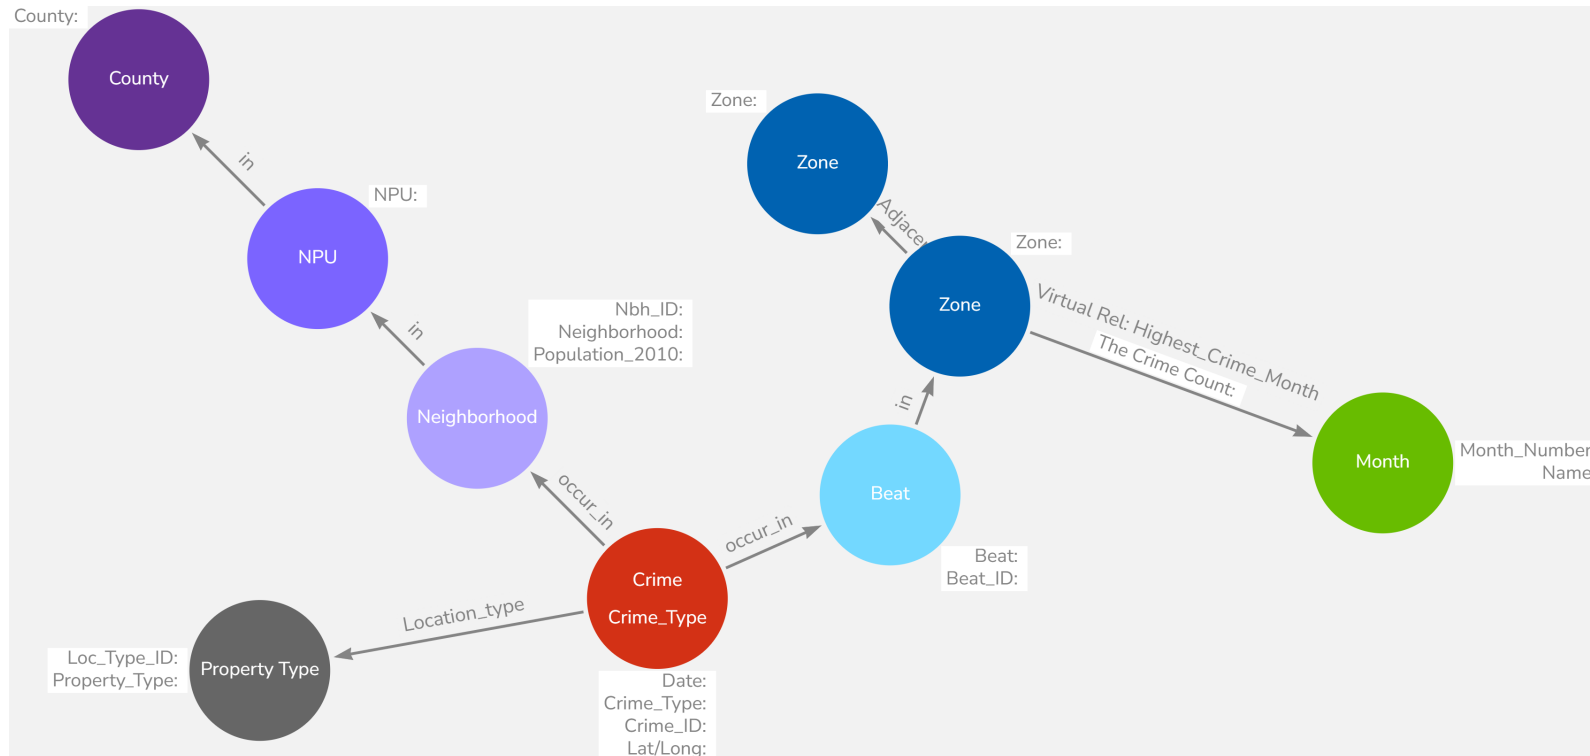 County:
County
in
NPU:
NPU
in
Nbh_ID:
Neighborhood:
Population_2010:
Neighborhood
occur_in
Zone:
Zone
Zone:
Zone
Virtual Rel: Highest_Crime_Month
The Crime Count:
in
Month
Month_Number
Name
Beat
Beat:
Beat_ID:
occur_in
Crime
Crime_Type
Date:
Crime_Type:
Crime_ID:
Lat/Long:
Location_type
Loc_Type_ID:
Property_Type:
Property Type